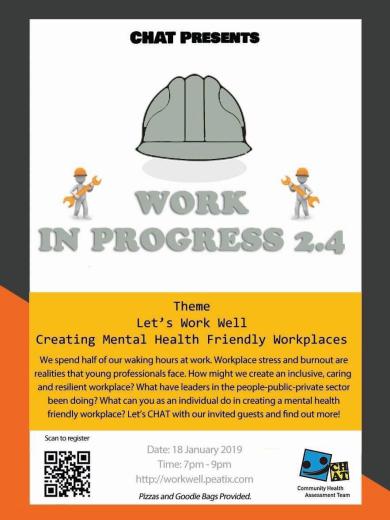 CHAT PRESENTS
WORK
IN PROGRESS 2.4
Theme
Let's Work Well
Creating Mental Health Friendly Workplaces
We spend half of our waking hours at work. Workplace stress and burnout are
realities that young professionals face. How might we create an inclusive, caring
and resilient workplace? What have leaders in the people-public-private sector
been doing? What can you as an individual do in creating a mental health
friendly workplace? Let's CHAT with our invited guests and find out more!
Scan to register
Date: 18 January 2019
Time: 7pm - 9pm
http://workwell.peatix.com
Pizzas and Goodie Bags Provided.
CHAT
Community Health
Assessment Team